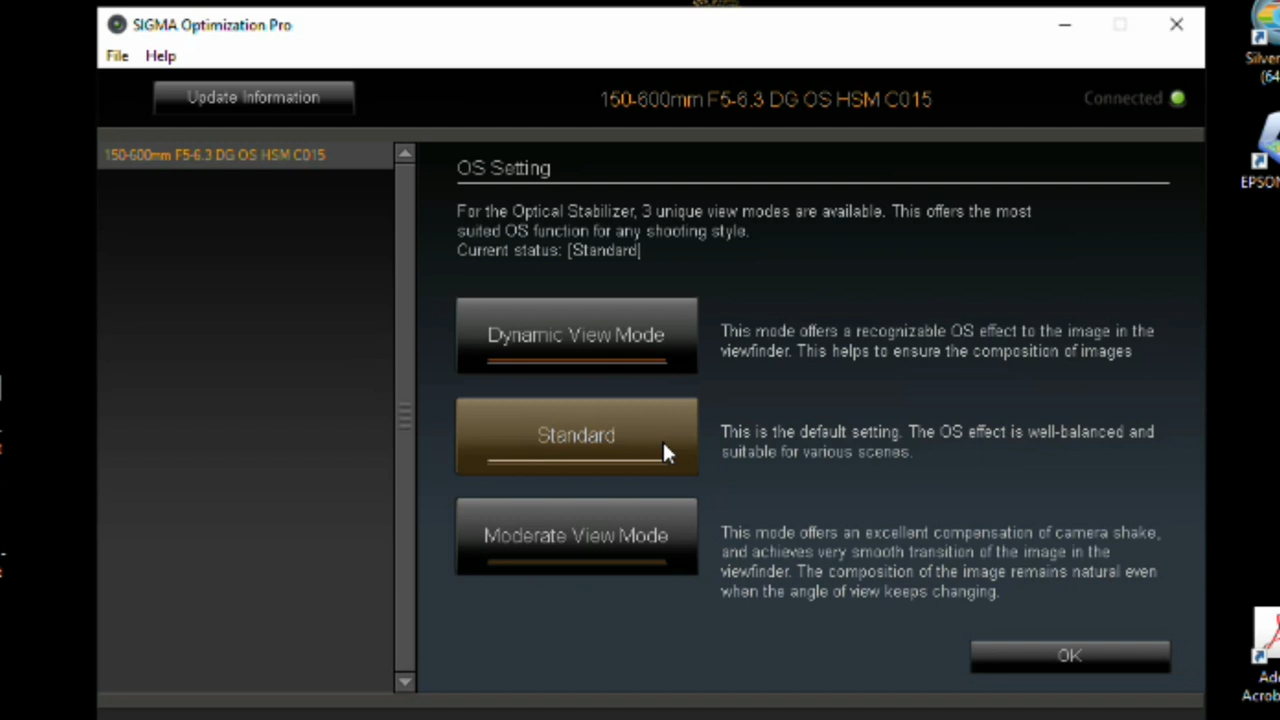 SIGMA Optimization Pro
File Help
Update Information
150-600mm F5-6.3 DG OS HSM C015
Connected
150-600mm F5-6.3 DG OS HSM C015
OS Setting
For the Optical Stabilizer, 3 unique view modes are available. This offers the most
suited OS function for any shooting style.
Current status: [Standard]
Dynamic View Mode
This mode offers a recognizable OS effect to the image in the
viewfinder. This helps to ensure the composition of images
Standard
This is the default setting. The OS effect is well-balanced and
suitable for various scenes.
Moderate View Mode
This mode offers an excellent compensation of camera shake,
and achieves very smooth transition of the image in the
viewfinder. The composition of the image remains natural even
when the angle of view keeps changing.
OK
Silver
(64
EPSON
Ad
Acrob